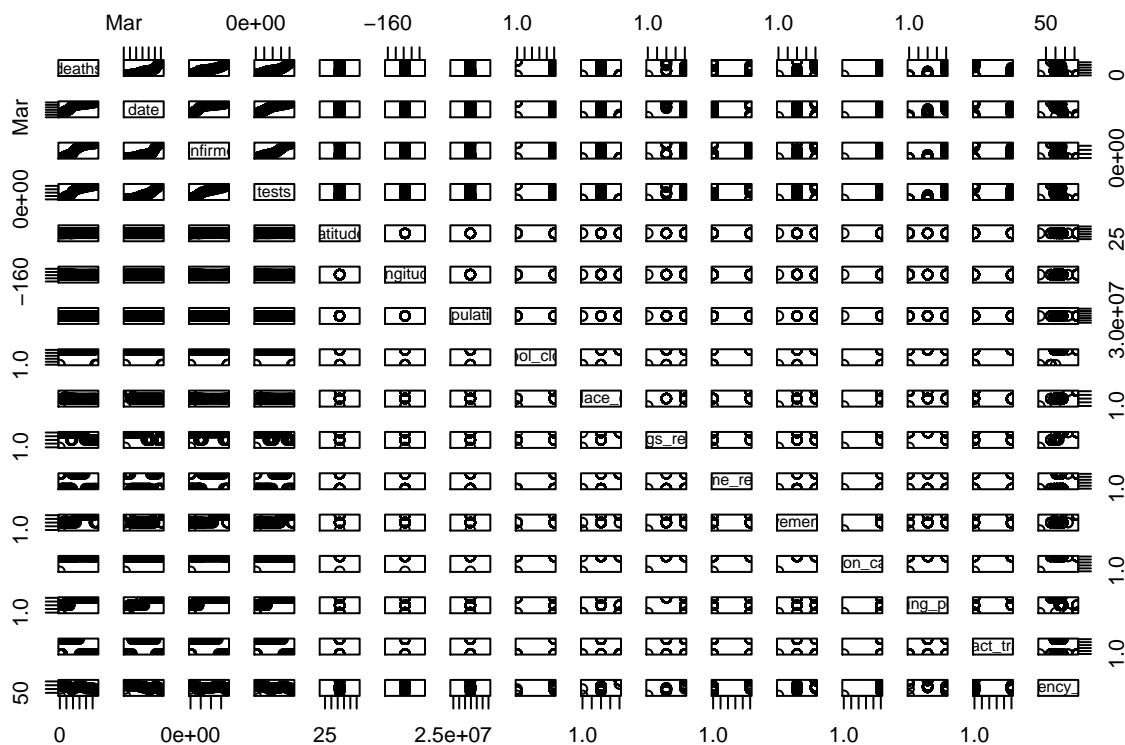 Mar 0e+00 −160 1.0 1.0 1.0 1.0 50
deaths 0
Mar date
nfirme 0e+00
0e+00 tests
atitude 25
−160 ngitud
pulati 3.0e+07
1.0 ool_clo
ace_ 1.0
1.0 gs_re
ne_re 1.0
1.0 vemen
on_ca 1.0
1.0 ing_p
act_tr 1.0
50 ency_
0 0e+00 25 2.5e+07 1.0 1.0 1.0 1.0